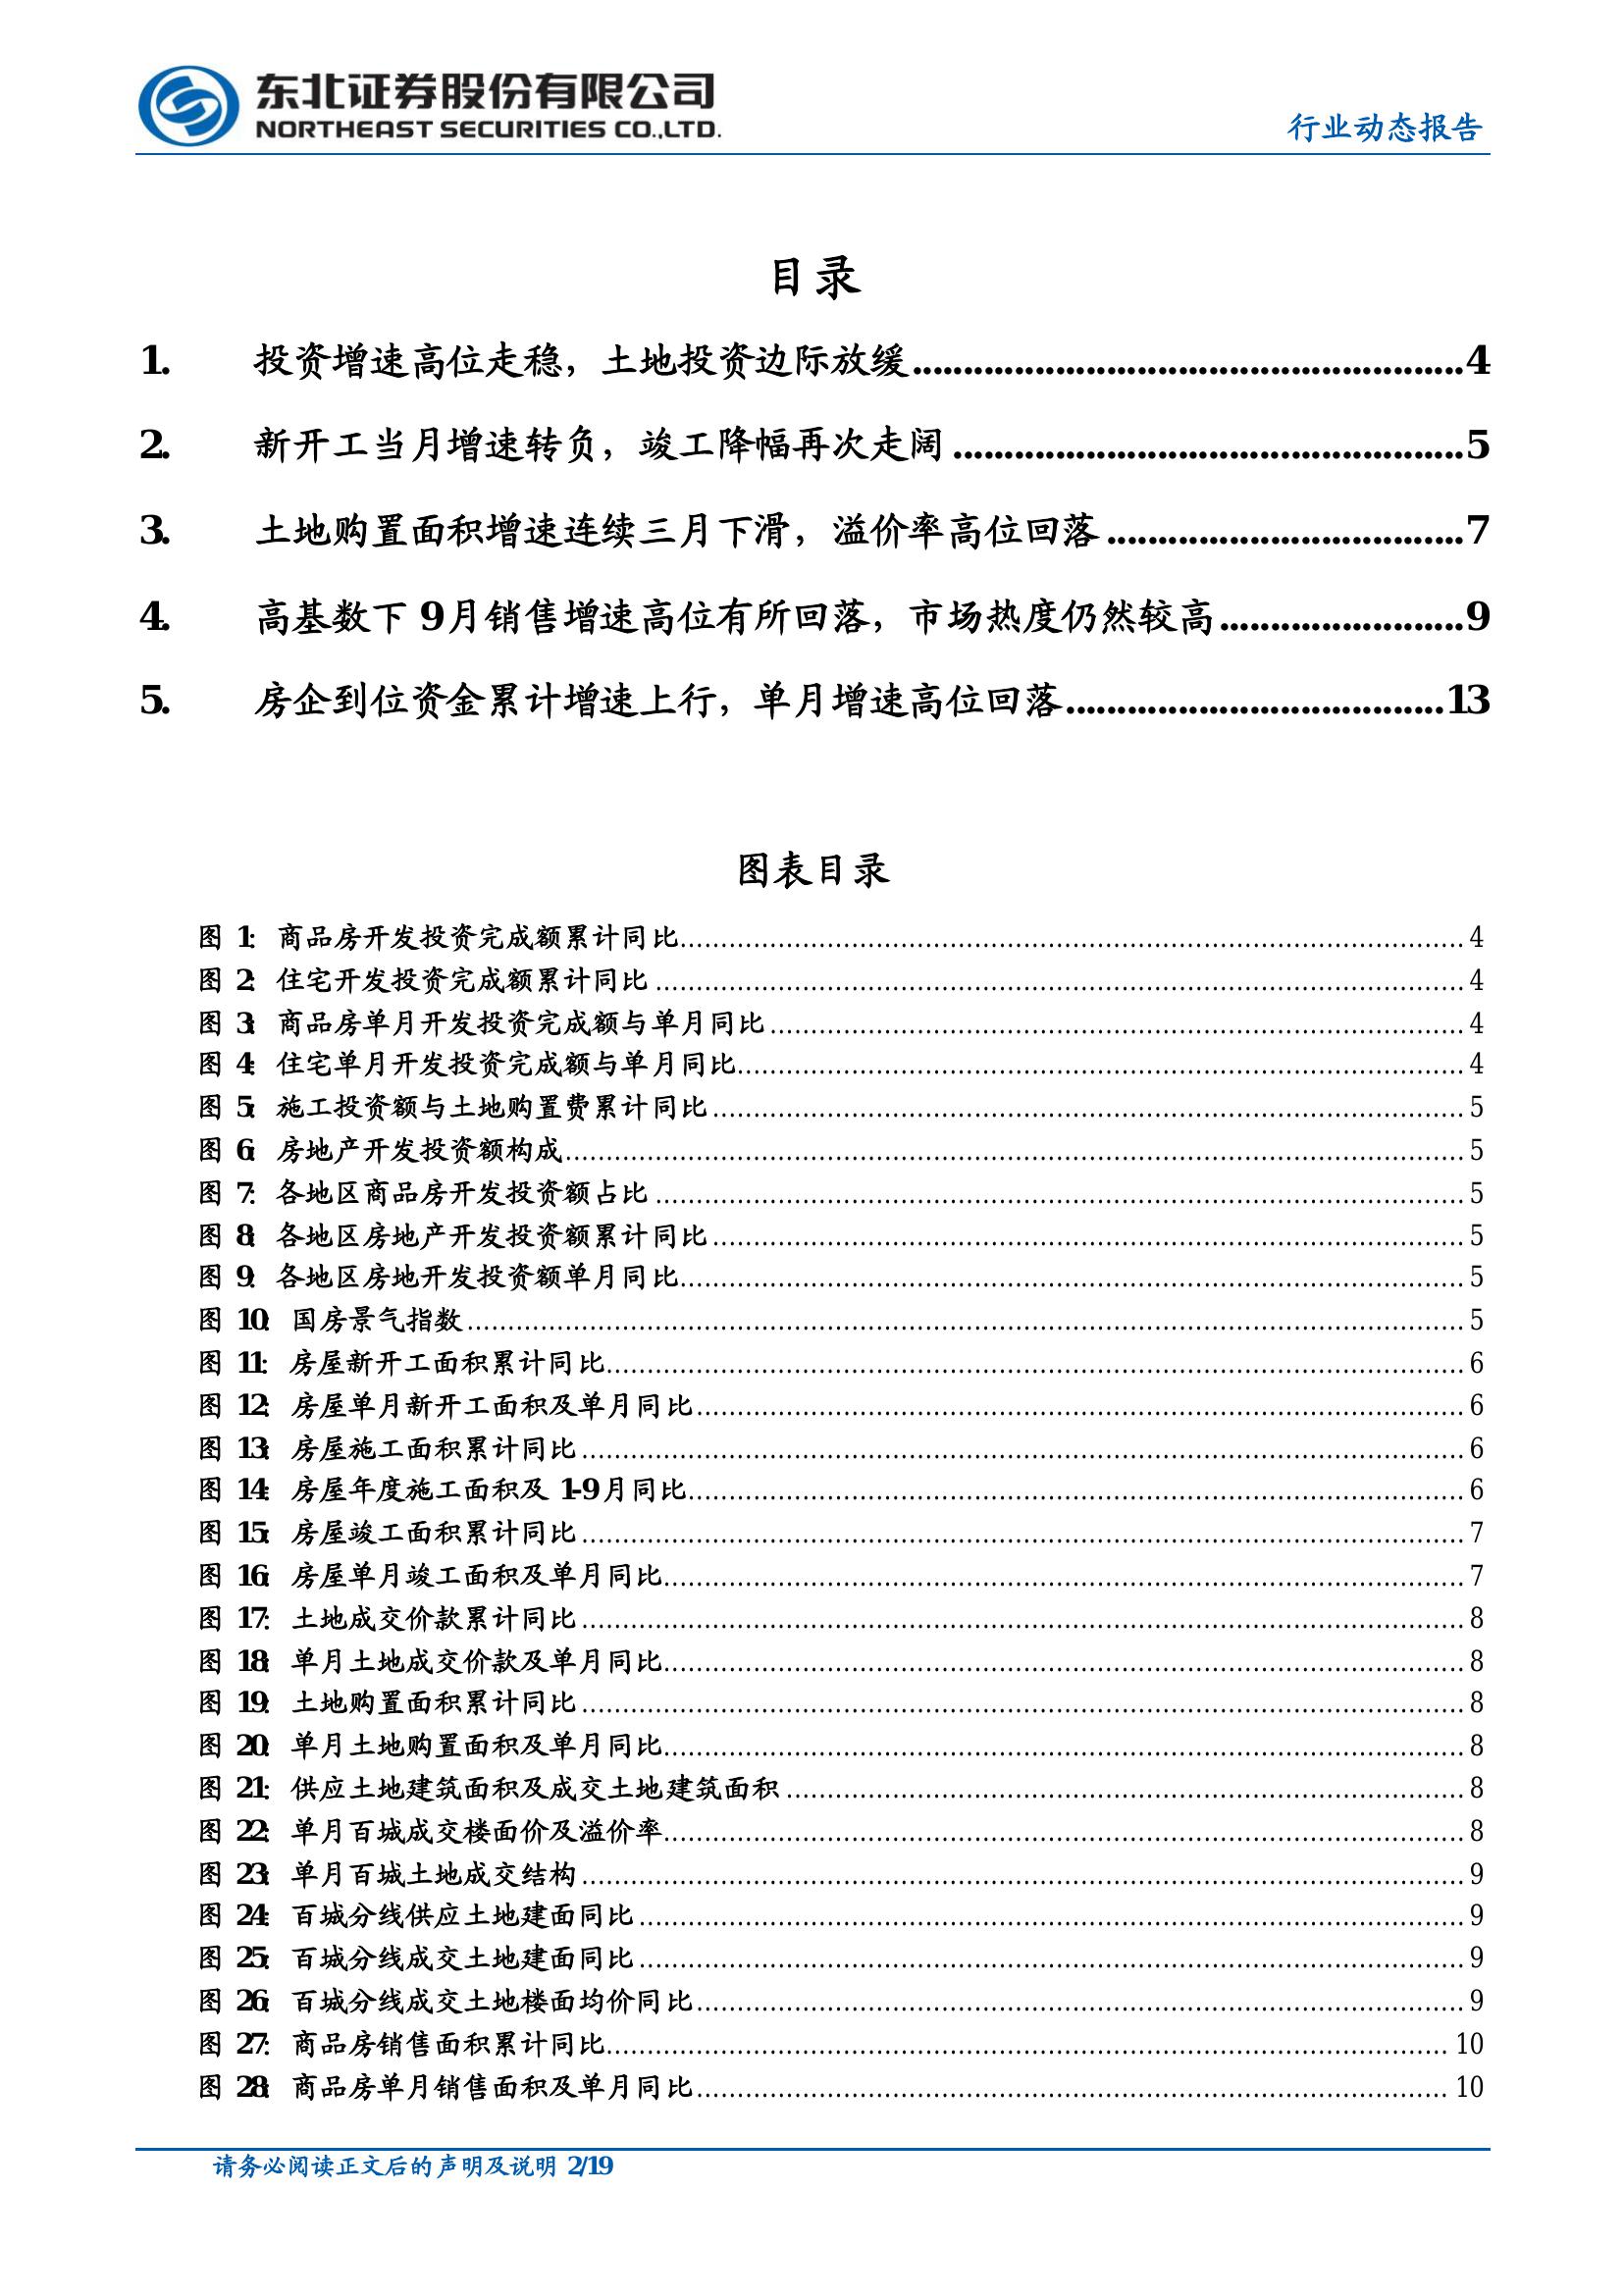 东北证券股份有限公司
NORTHEAST SECURITIES CO.,LTD.
行业动态报告
目录
1. 投资增速高位走稳，土地投资边际放缓......4
2. 新开工当月增速转负，竣工降幅再次走阔......5
3. 土地购置面积增速连续三月下滑，溢价率高位回落......7
4. 高基数下 9月销售增速高位有所回落，市场热度仍然较高......9
5. 房企到位资金累计增速上行，单月增速高位回落......13
图表目录
图 1：商品房开发投资完成额累计同比......4
图 2：住宅开发投资完成额累计同比......4
图 3：商品房单月开发投资完成额与单月同比......4
图 4：住宅单月开发投资完成额与单月同比......4
图 5：施工投资额与土地购置费累计同比......5
图 6：房地产开发投资额构成......5
图 7：各地区商品房开发投资额占比......5
图 8：各地区房地产开发投资额累计同比......5
图 9：各地区房地开发投资额单月同比......5
图 10：国房景气指数......5
图 11：房屋新开工面积累计同比......6
图 12：房屋单月新开工面积及单月同比......6
图 13：房屋施工面积累计同比......6
图 14：房屋年度施工面积及 1-9月同比......6
图 15：房屋竣工面积累计同比......7
图 16：房屋单月竣工面积及单月同比......7
图 17：土地成交价款累计同比......8
图 18：单月土地成交价款及单月同比......8
图 19：土地购置面积累计同比......8
图 20：单月土地购置面积及单月同比......8
图 21：供应土地建筑面积及成交土地建筑面积......8
图 22：单月百城成交楼面价及溢价率......8
图 23：单月百城土地成交结构......9
图 24：百城分线供应土地建面同比......9
图 25：百城分线成交土地建面同比......9
图 26：百城分线成交土地楼面均价同比......9
图 27：商品房销售面积累计同比......10
图 28：商品房单月销售面积及单月同比......10
请务必阅读正文后的声明及说明 2/19